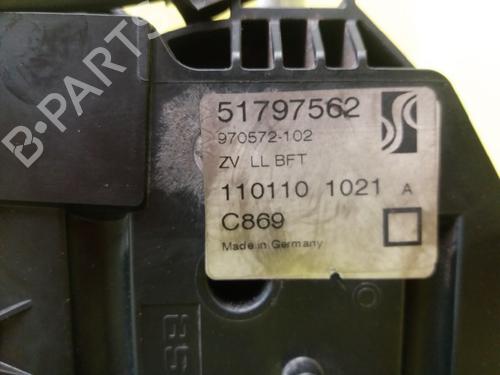 B-PARTS
51797562
970572-102
ZV LL BFT
110110 1021 A
C869
Made in Germany